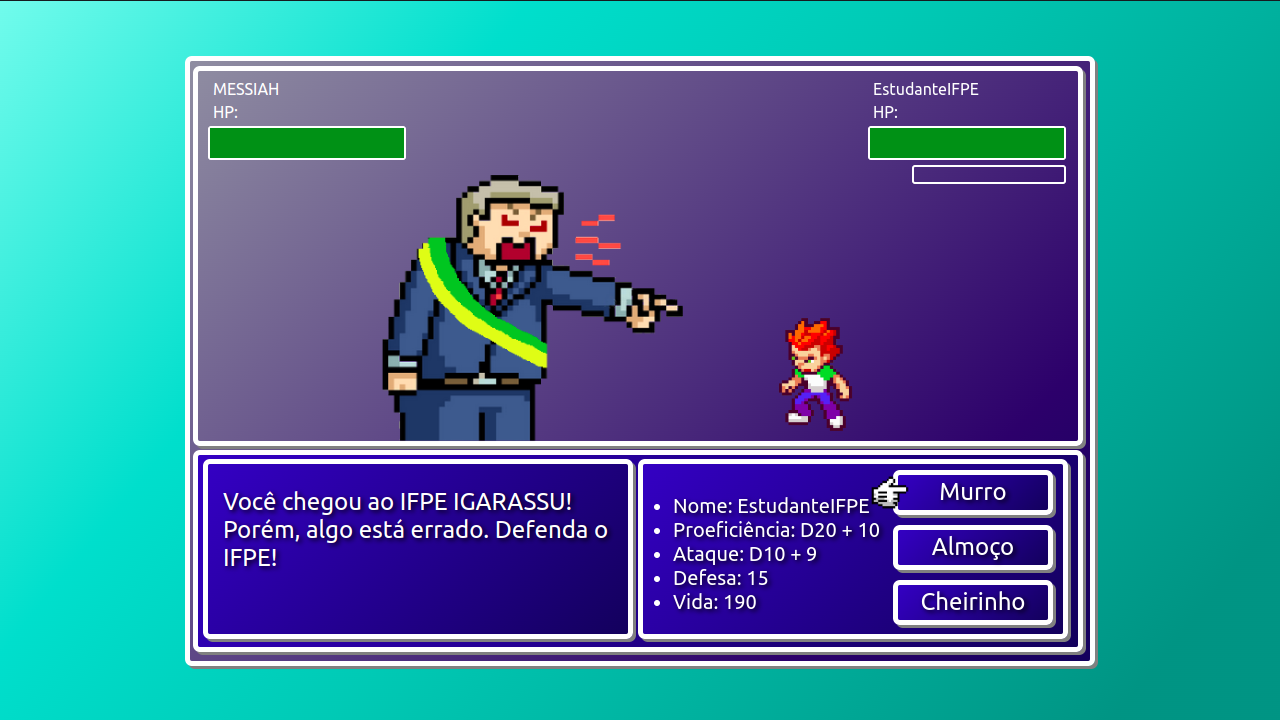 MESSIAH
HP:
EstudanteIFPE
HP:
Você chegou ao IFPE IGARASSU!
Porém, algo está errado. Defenda o
IFPE!
Nome: EstudanteIFPE
Proeficiência: D20 + 10
Ataque: D10 + 9
Defesa: 15
Vida: 190
Murro
Almoço
Cheirinho